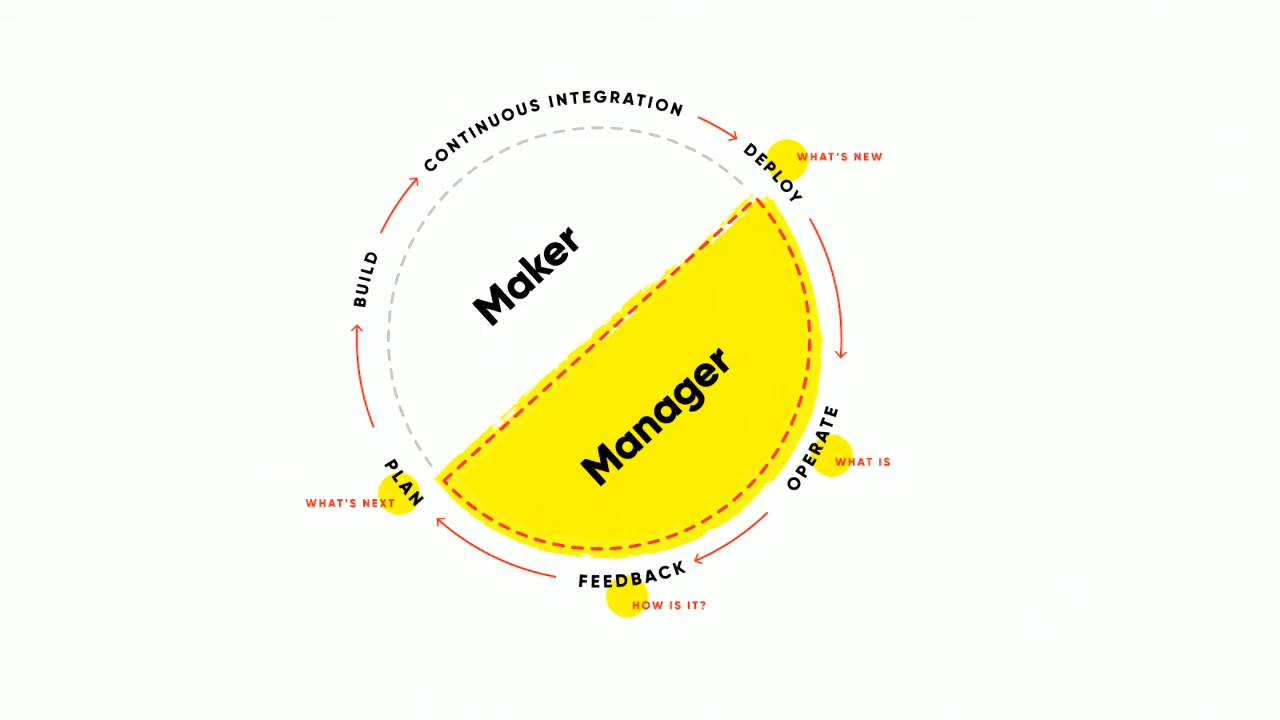 CONTINUOUS INTEGRATION
DEPLOY
WHAT'S NEW
BUILD
Maker
Manager
OPERATE
WHAT IS
PLAN
WHAT'S NEXT
FEEDBACK
HOW IS IT?